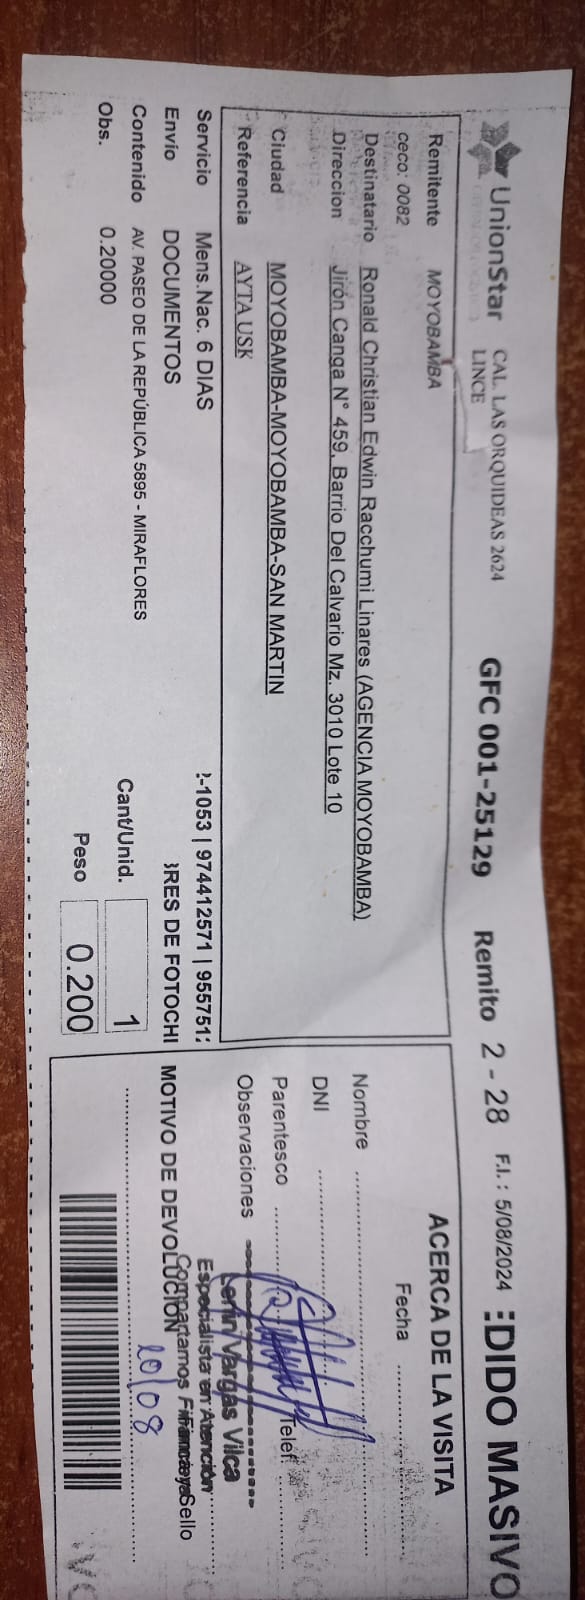 UnionStar
CAL. LAS ORQUIDEAS 2624
LINCE
GFC 001-25129 Remito 2 - 28 F.I.: 5/08/2024 :DIDO MASIVO
Remitente MOYOBAMBA
ceco: 0082
Destinatario Ronald Christian Edwin Racchumi Linares (AGENCIA MOYOBAMBA)
Direccion Jirón Canga N° 459, Barrio Del Calvario Mz. 3010 Lote 10
Ciudad MOYOBAMBA-MOYOBAMBA-SAN MARTIN
Referencia AYTA USK
Servicio Mens.Nac. 6 DIAS
-1053 | 974412571 | 955751
Envio DOCUMENTOS
RES DE FOTOCHI
Contenido AV. PASEO DE LA REPÚBLICA 5895 - MIRAFLORES
Cant/Unid. 1
Obs. 0.20000
Peso 0.200
ACERCA DE LA VISITA
Fecha
Nombre
DNI
Telef.
Parentesco
Observaciones
Lenin Vargas Vilca
Especialista en Atención
Compartamos Financiera
Sello
MOTIVO DE DEVOLUCIÓN
20/08